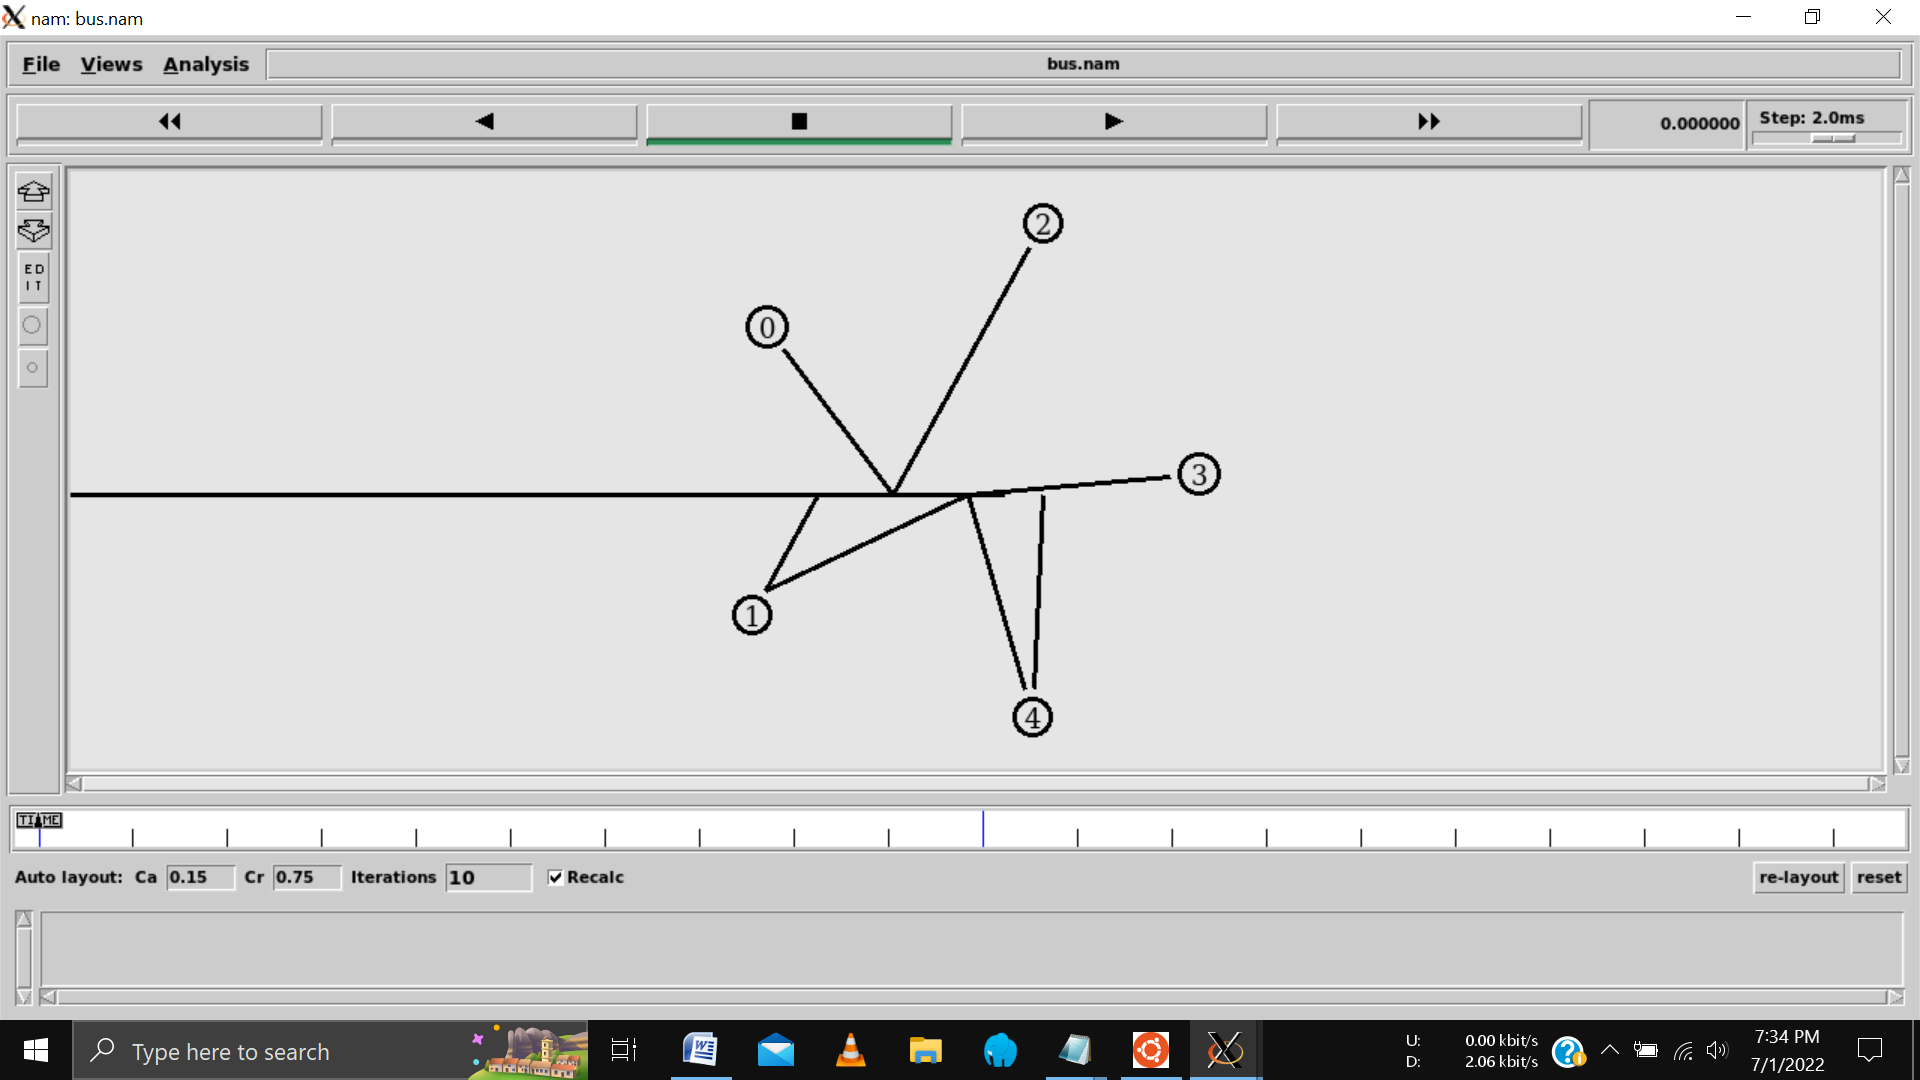 nam: bus.nam
File Views Analysis bus.nam
0.000000 Step: 2.0ms
ED
IT
2
0
3
1
4
TIME
Auto layout: Ca 0.15 Cr 0.75 Iterations 10 Recalc re-layout reset
Type here to search
U: 0.00 kbit/s
D: 2.06 kbit/s
7:34 PM
7/1/2022